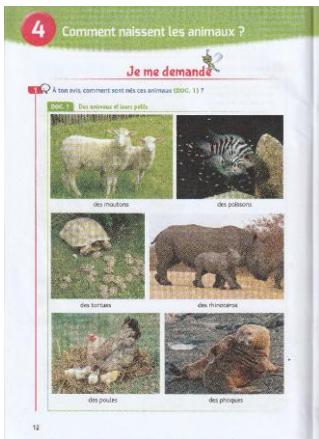 4 Comment naissent les animaux ?
Je me demande
1 À ton avis, comment sont nés ces animaux (DOC. 1) ?
DOC. 1 Des animaux et leurs petits
des moutons
des poissons
des tortues
des rhinocéros
des poules
des phoques
12